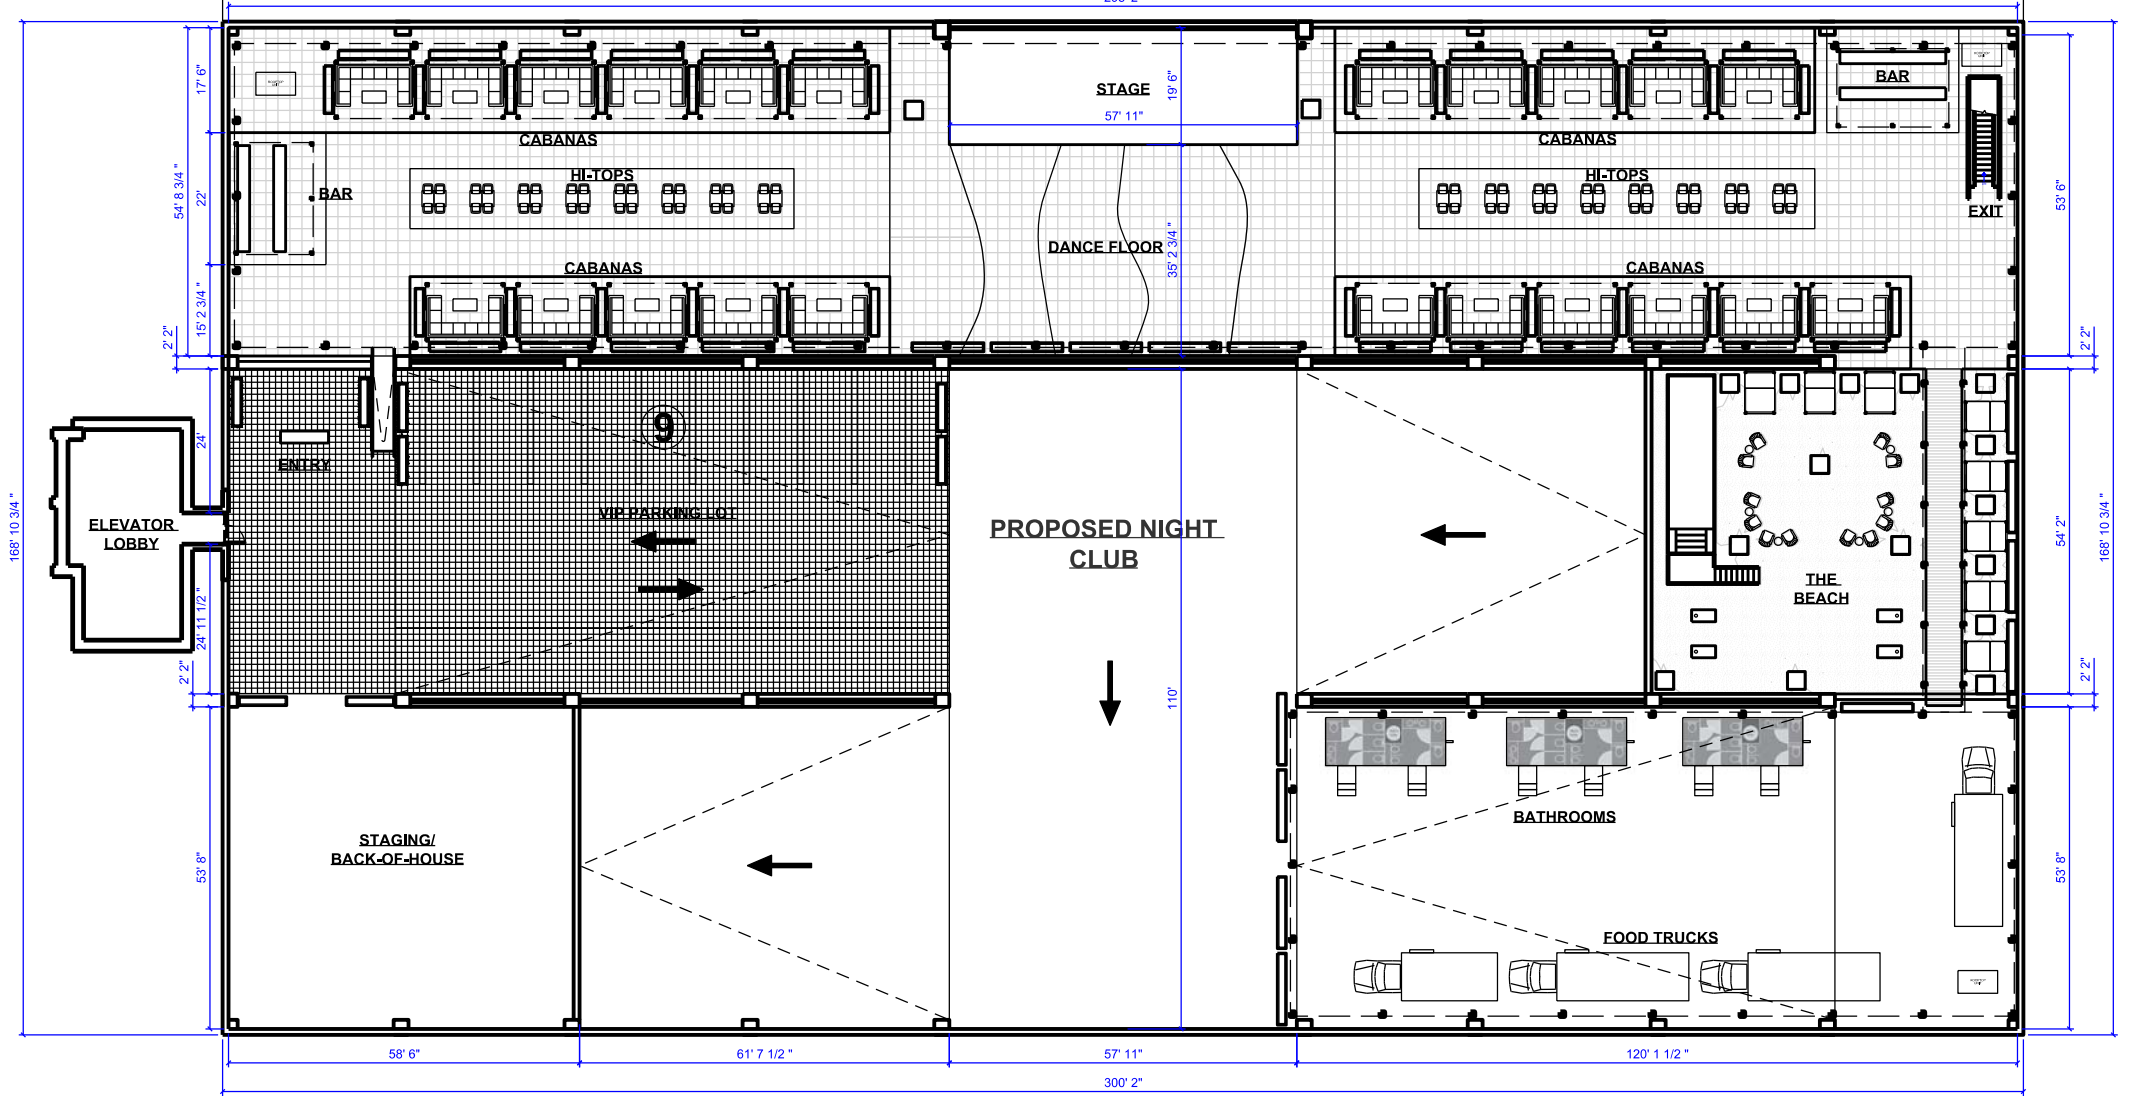 17' 6"
STAGE
19' 6"
57' 11"
BAR
CABANAS
CABANAS
HI-TOPS
HI-TOPS
BAR
EXIT
54' 8 3/4 "
22'
53' 6"
DANCE FLOOR
35' 2 3/4 "
CABANAS
CABANAS
15' 2 3/4 "
2' 2"
2' 2"
9
24'
ENTRY
VIP PARKING LOT
ELEVATOR
LOBBY
PROPOSED NIGHT
CLUB
168' 10 3/4 "
54' 2"
168' 10 3/4 "
THE
BEACH
24' 11 1/2 "
2' 2"
2' 2"
110'
BATHROOMS
STAGING/
BACK-OF-HOUSE
53' 8"
53' 8"
FOOD TRUCKS
58' 6"
61' 7 1/2 "
57' 11"
120' 1 1/2 "
300' 2"